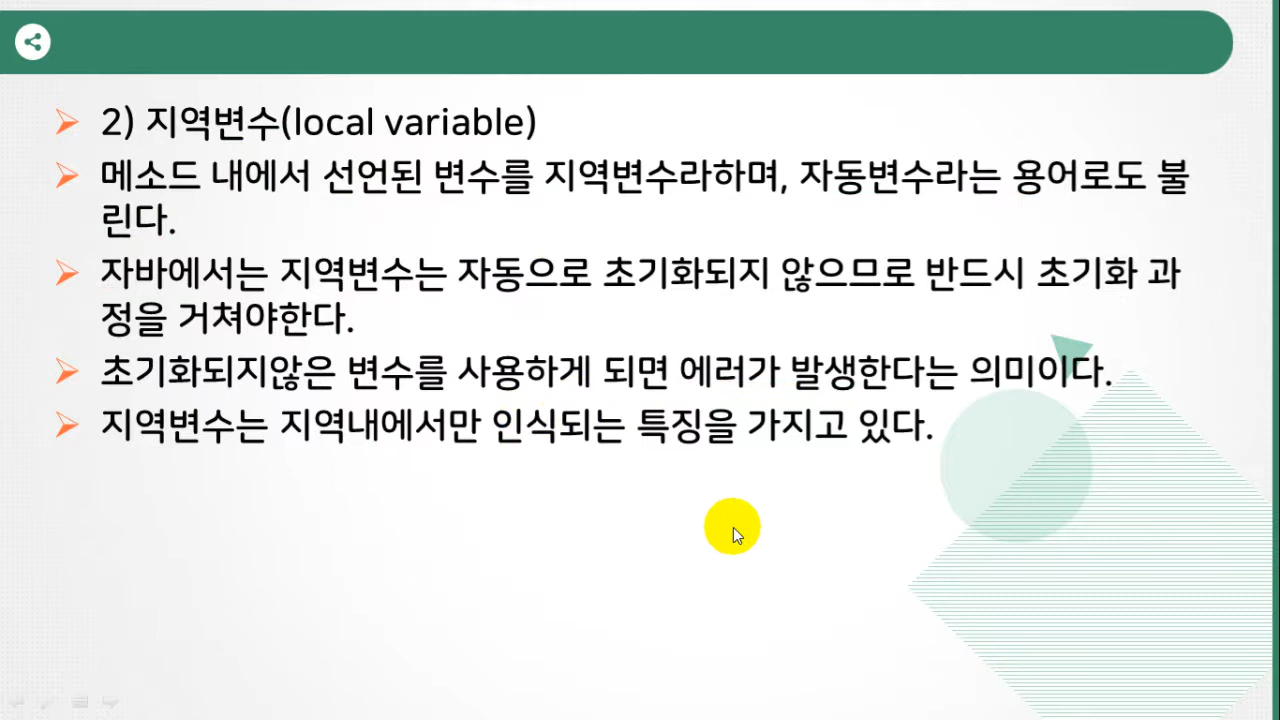 2) 지역변수(local variable)
메소드 내에서 선언된 변수를 지역변수라하며, 자동변수라는 용어로도 불
린다.
자바에서는 지역변수는 자동으로 초기화되지 않으므로 반드시 초기화 과
정을 거쳐야한다.
초기화되지않은 변수를 사용하게 되면 에러가 발생한다는 의미이다.
지역변수는 지역내에서만 인식되는 특징을 가지고 있다.